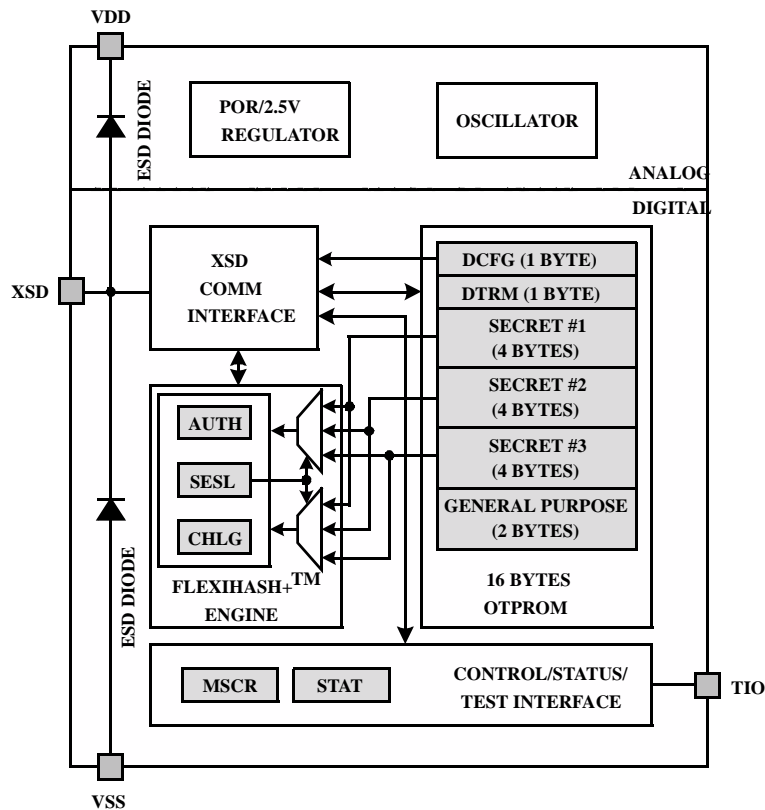 VDD
ESD DIODE
POR/2.5V
REGULATOR
OSCILLATOR
ANALOG
DIGITAL
XSD
XSD
COMM
INTERFACE
DCFG (1 BYTE)
DTRM (1 BYTE)
SECRET #1
(4 BYTES)
SECRET #2
(4 BYTES)
SECRET #3
(4 BYTES)
GENERAL PURPOSE
(2 BYTES)
16 BYTES
OTPROM
AUTH
SESL
CHLG
FLEXIHASH+TM
ENGINE
ESD DIODE
MSCR
STAT
CONTROL/STATUS/
TEST INTERFACE
TIO
VSS